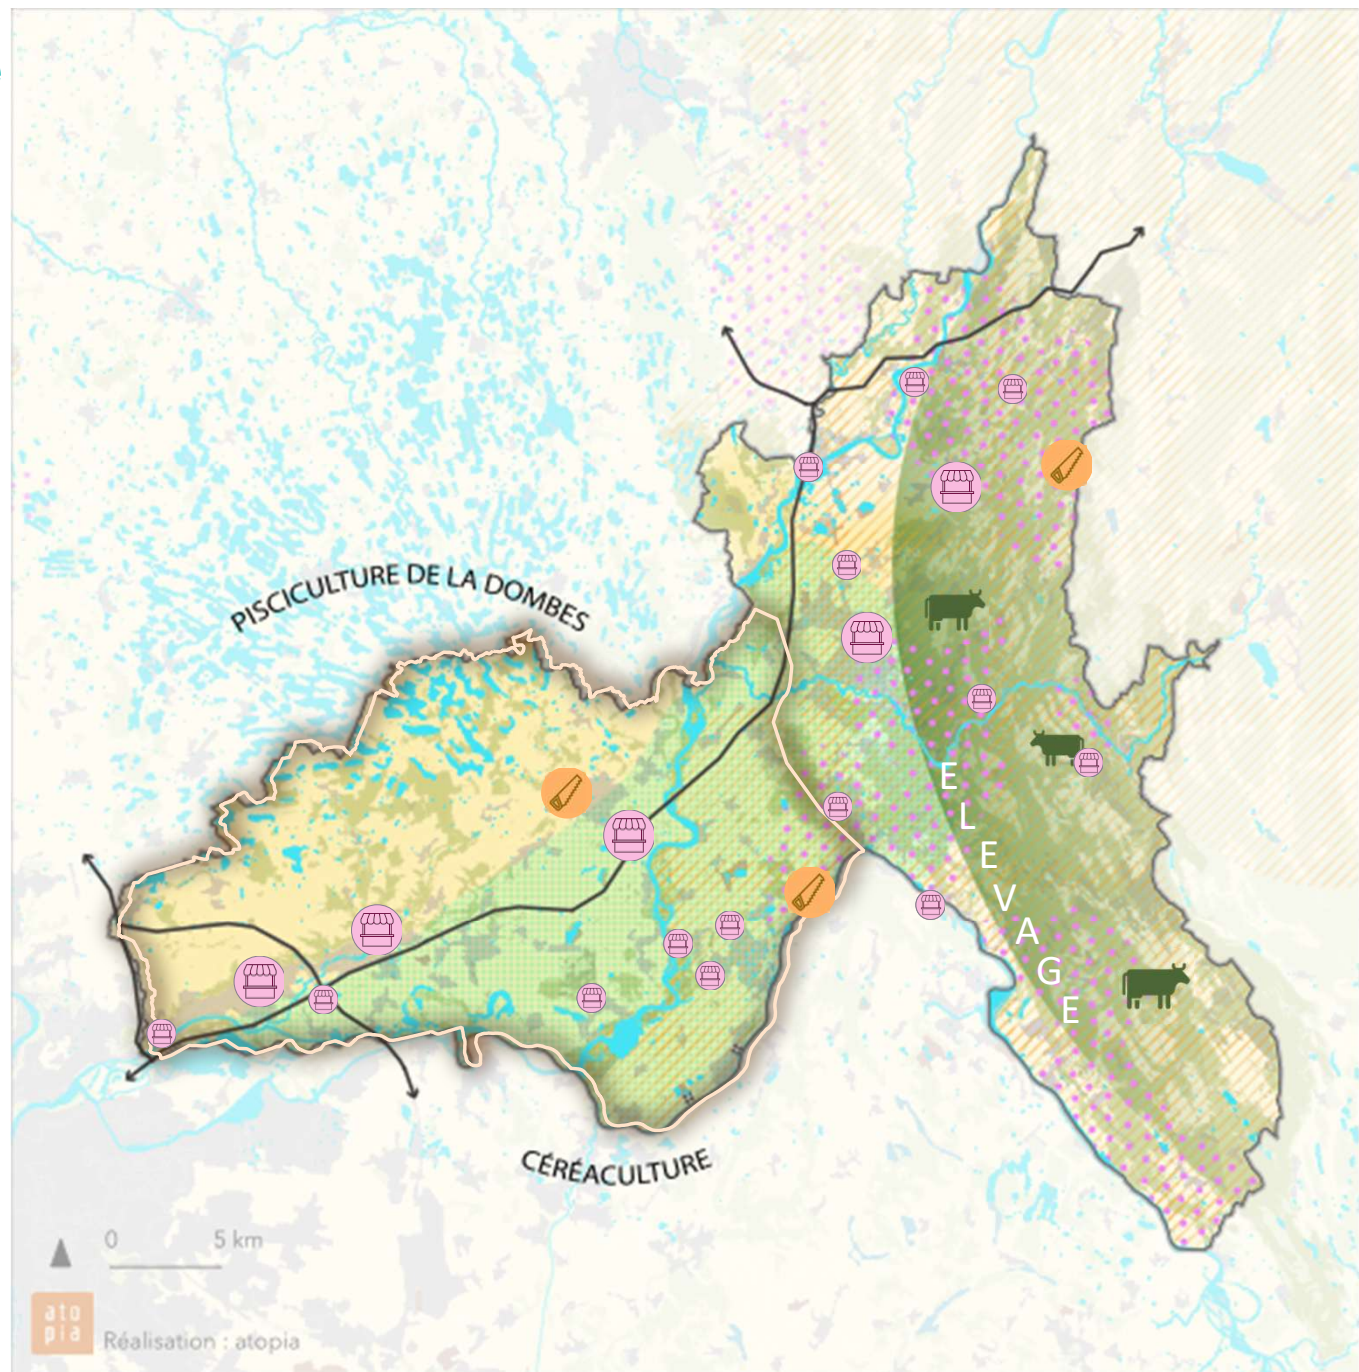 PISCICULTURE DE LA DOMBES
ELEVAGE
CÉRÉACULTURE
0 5 km
ato
pia
Réalisation : atopia